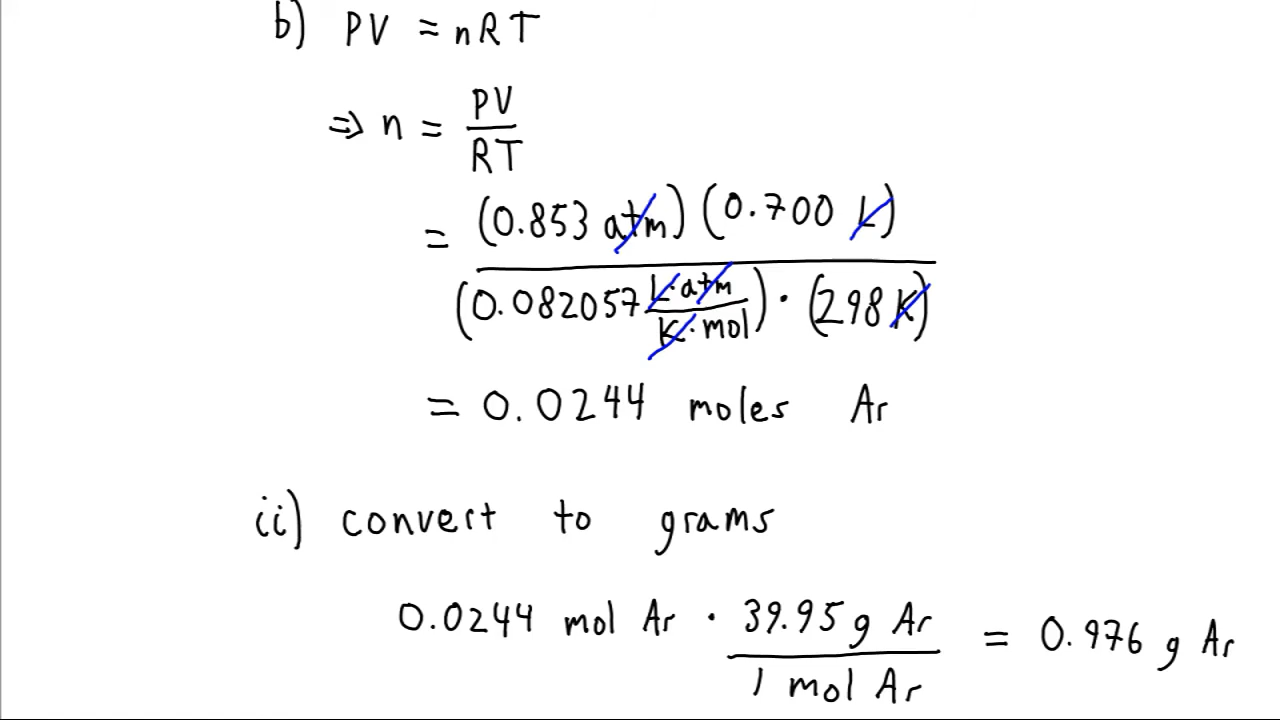 b) PV = nRT
⇒ n = PV
RT
= (0.853 atm) (0.700 L)
(0.082057 L·atm
K·mol) · (298 K)
= 0.0244 moles Ar
ii) convert to grams
0.0244 mol Ar · 39.95 g Ar = 0.976 g Ar
1 mol Ar